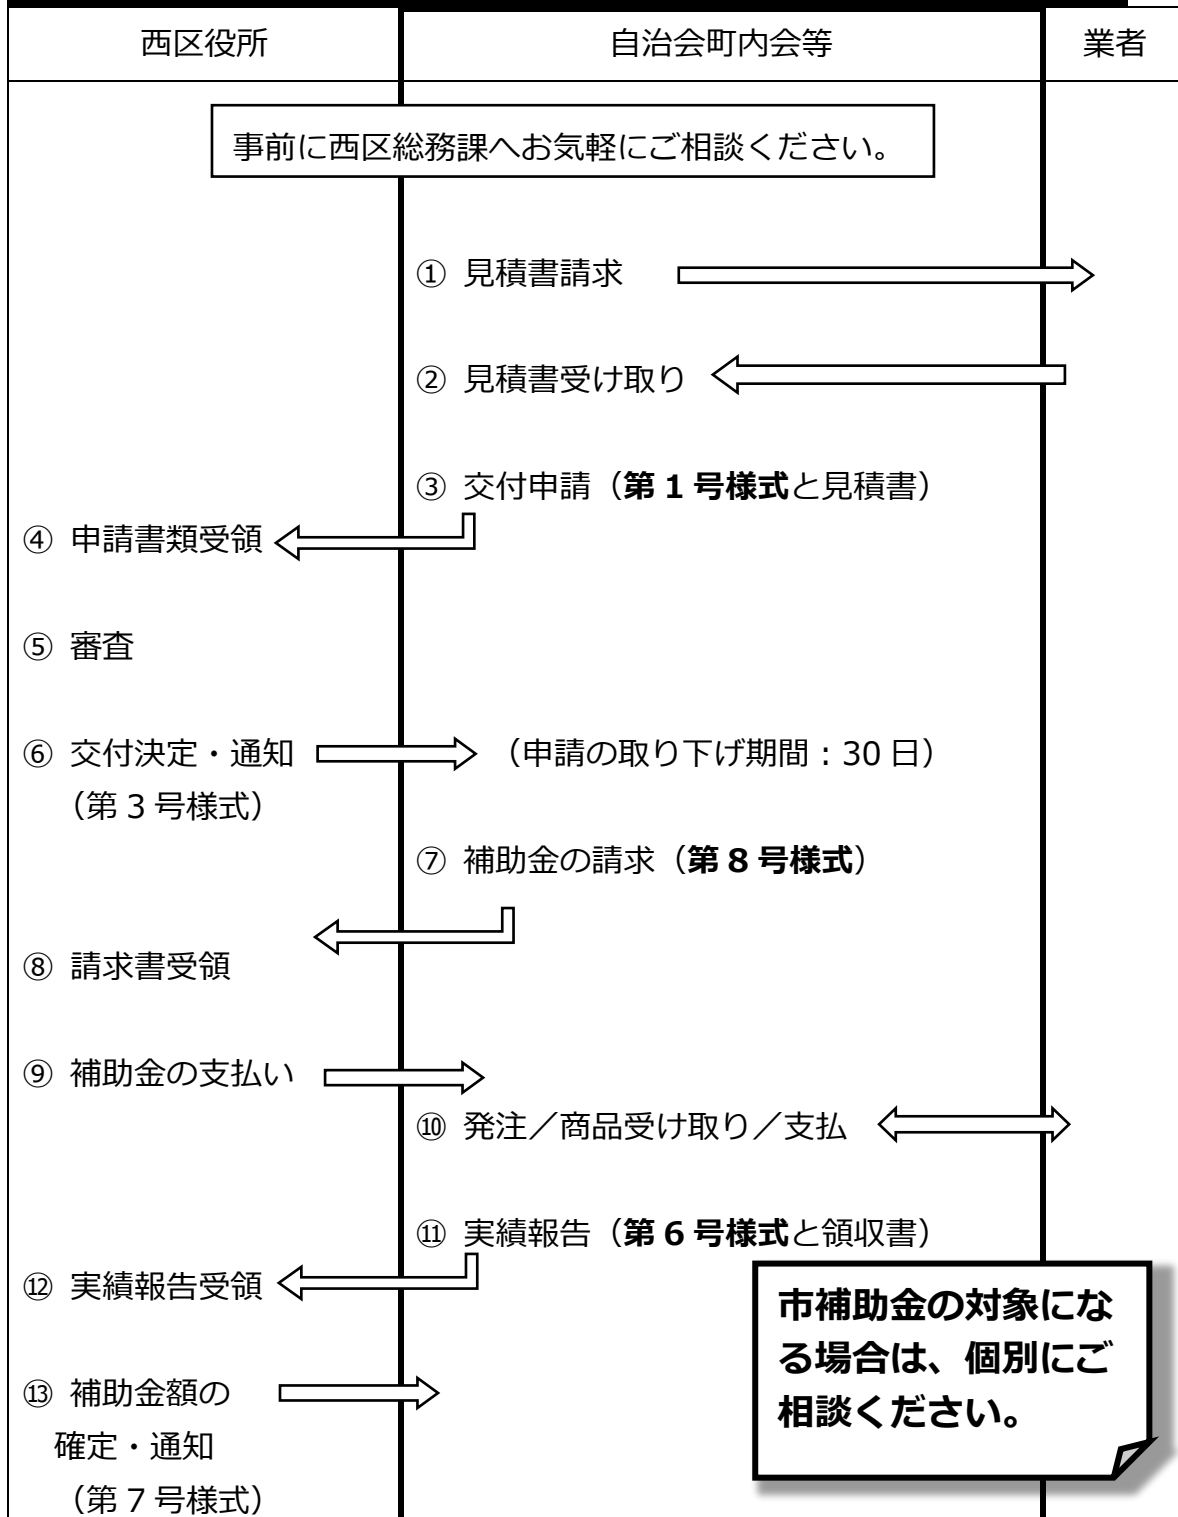 西区役所 自治会町内会等 業者
事前に西区総務課へお気軽にご相談ください。
① 見積書請求
② 見積書受け取り
③ 交付申請（第１号様式と見積書）
④ 申請書類受領
⑤ 審査
⑥ 交付決定・通知 （申請の取り下げ期間：30 日）
（第３号様式）
⑦ 補助金の請求（第８号様式）
⑧ 請求書受領
⑨ 補助金の支払い
⑩ 発注／商品受け取り／支払
⑪ 実績報告（第６号様式と領収書）
⑫ 実績報告受領
市補助金の対象にな
る場合は、個別にご
相談ください。
⑬ 補助金額の
確定・通知
（第７号様式）